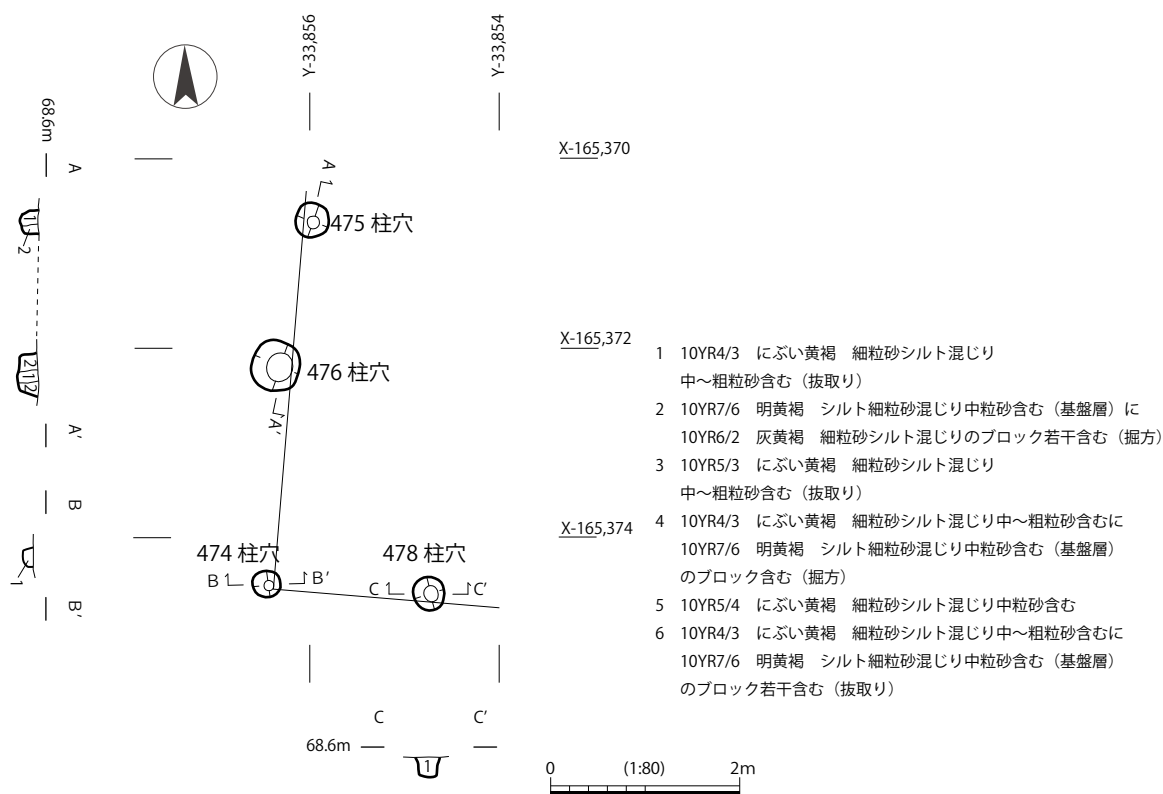 Y-33,856
Y-33,854
68.6m
A
X-165,370
A
475 柱穴
1
2
X-165,372
476 柱穴
2 1 2
A’
A’
B
X-165,374
474 柱穴
478 柱穴
B
B’
C
C’
1
B’
C
C’
68.6m
1
0 (1:80) 2m
1 10YR4/3 にぶい黄褐 細粒砂シルト混じり
中～粗粒砂含む（抜取り）
2 10YR7/6 明黄褐 シルト細粒砂混じり中粒砂含む（基盤層）に
10YR6/2 灰黄褐 細粒砂シルト混じりのブロック若干含む（掘方）
3 10YR5/3 にぶい黄褐 細粒砂シルト混じり
中～粗粒砂含む（抜取り）
4 10YR4/3 にぶい黄褐 細粒砂シルト混じり中～粗粒砂含むに
10YR7/6 明黄褐 シルト細粒砂混じり中粒砂含む（基盤層）
のブロック含む（掘方）
5 10YR5/4 にぶい黄褐 細粒砂シルト混じり中粒砂含む
6 10YR4/3 にぶい黄褐 細粒砂シルト混じり中～粗粒砂含むに
10YR7/6 明黄褐 シルト細粒砂混じり中粒砂含む（基盤層）
のブロック若干含む（抜取り）